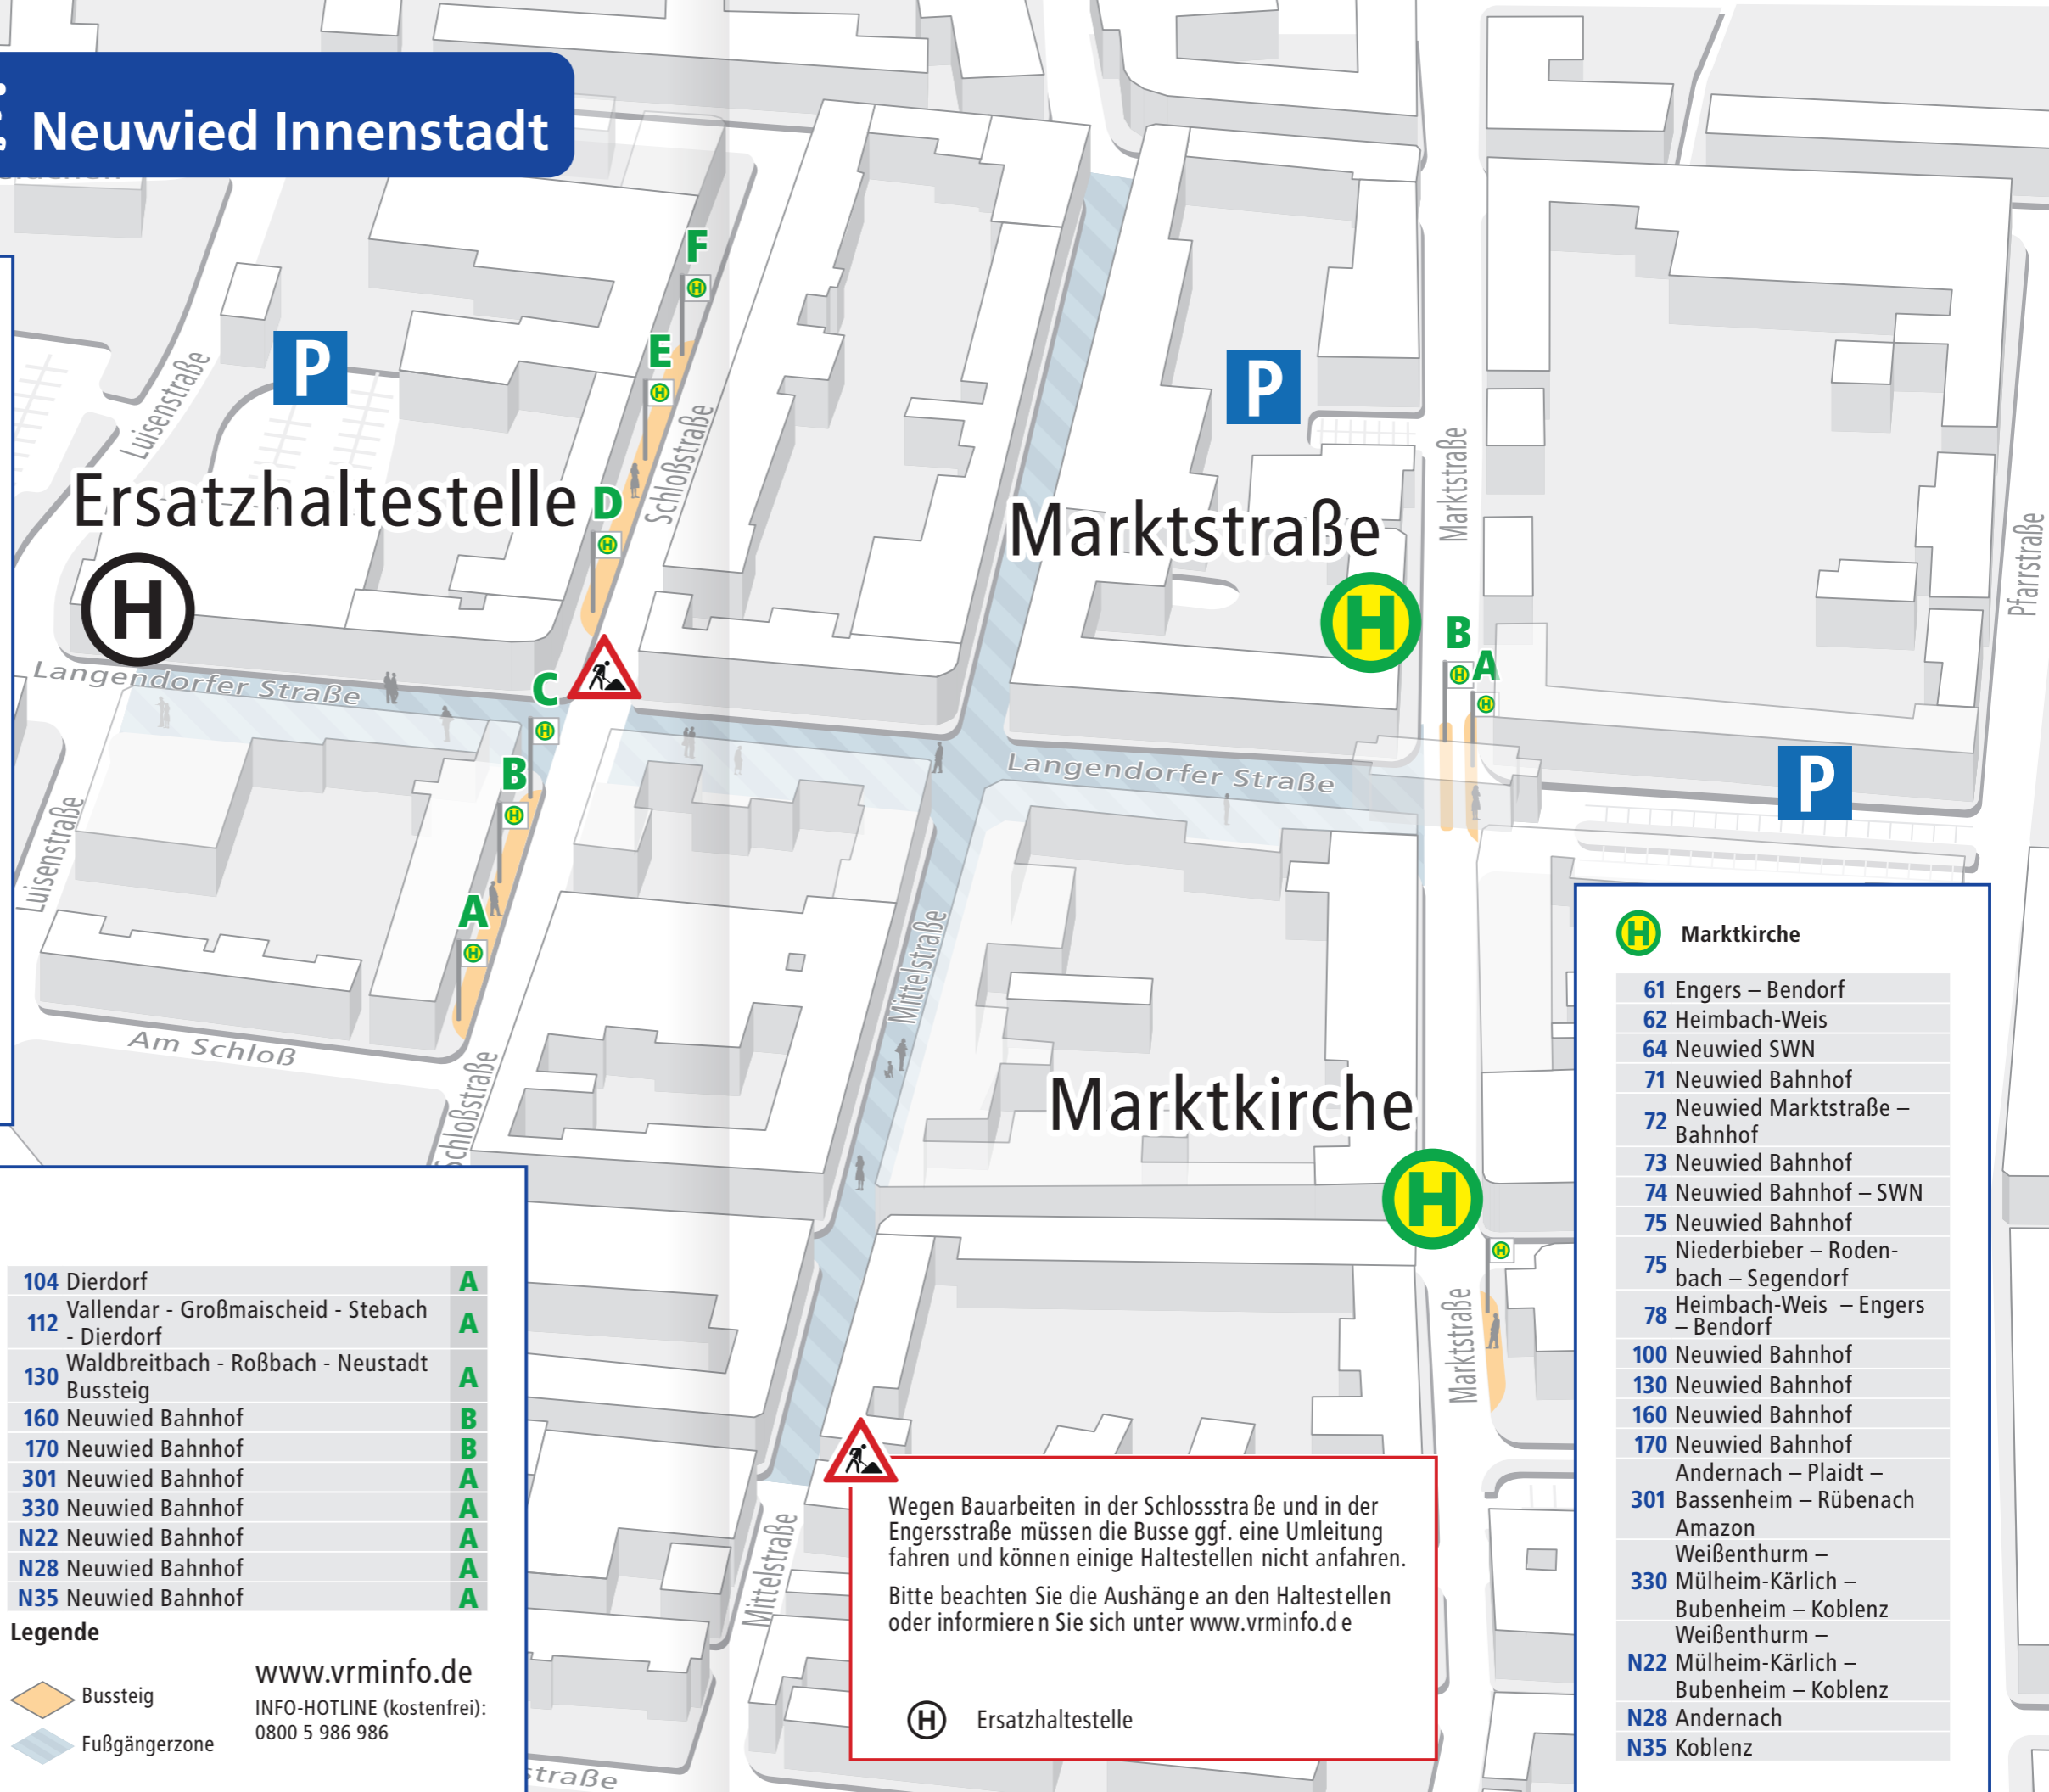 Neuwied Innenstadt
F
E
P
P
Luisenstraße
Schloßstraße
Marktstraße
Ersatzhaltestelle
D
Marktstraße
H
H
Pfarrstraße
B
A
Langendorfer Straße
C
B
Langendorfer Straße
P
Luisenstraße
A
Mittelstraße
Am Schloß
Schloßstraße
Marktkirche
H
Marktstraße
Mittelstraße
straße
104 Dierdorf A
112 Vallendar - Großmaischeid - Stebach
- Dierdorf A
130 Waldbreitbach - Roßbach - Neustadt
Bussteig A
160 Neuwied Bahnhof B
170 Neuwied Bahnhof B
301 Neuwied Bahnhof A
330 Neuwied Bahnhof A
N22 Neuwied Bahnhof A
N28 Neuwied Bahnhof A
N35 Neuwied Bahnhof A
Legende
Bussteig
Fußgängerzone
www.vrminfo.de
INFO-HOTLINE (kostenfrei):
0800 5 986 986
Wegen Bauarbeiten in der Schlossstraße und in der
Engersstraße müssen die Busse ggf. eine Umleitung
fahren und können einige Haltestellen nicht anfahren.
Bitte beachten Sie die Aushänge an den Haltestellen
oder informieren Sie sich unter www.vrminfo.de
H Ersatzhaltestelle
H Marktkirche
61 Engers – Bendorf
62 Heimbach-Weis
64 Neuwied SWN
71 Neuwied Bahnhof
72 Neuwied Marktstraße –
Bahnhof
73 Neuwied Bahnhof
74 Neuwied Bahnhof – SWN
75 Neuwied Bahnhof
75 Niederbieber – Roden-
bach – Segendorf
78 Heimbach-Weis – Engers
– Bendorf
100 Neuwied Bahnhof
130 Neuwied Bahnhof
160 Neuwied Bahnhof
170 Neuwied Bahnhof
301 Andernach – Plaidt –
Bassenheim – Rübenach
Amazon
330 Weißenthurm –
Mülheim-Kärlich –
Bubenheim – Koblenz
N22 Weißenthurm –
Mülheim-Kärlich –
Bubenheim – Koblenz
N28 Andernach
N35 Koblenz